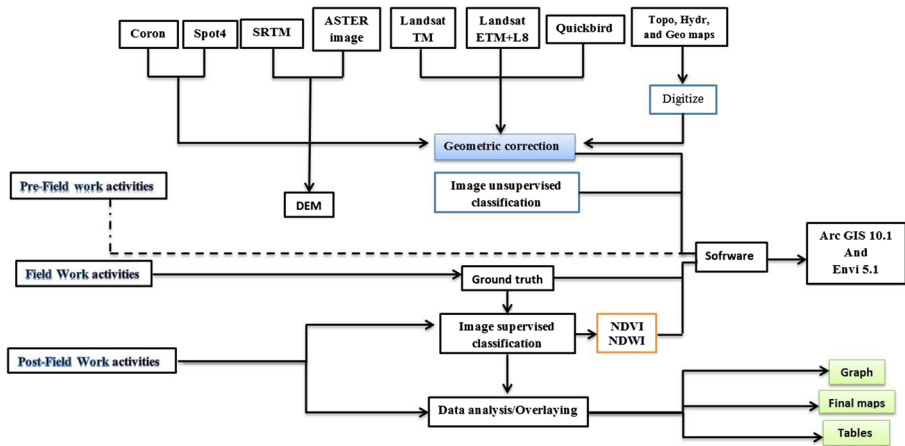 Coron
Spot4
SRTM
ASTER
image
Landsat
TM
Landsat
ETM+L8
Quickbird
Topo, Hydr,
and Geo maps
Digitize
Geometric correction
Pre-Field work activities
Image unsupervised
classification
DEM
Arc GIS 10.1
And
Envi 5.1
Sofrware
Field Work activities
Ground truth
Image supervised
classification
NDVI
NDWI
Post-Field Work activities
Graph
Data analysis/Overlaying
Final maps
Tables